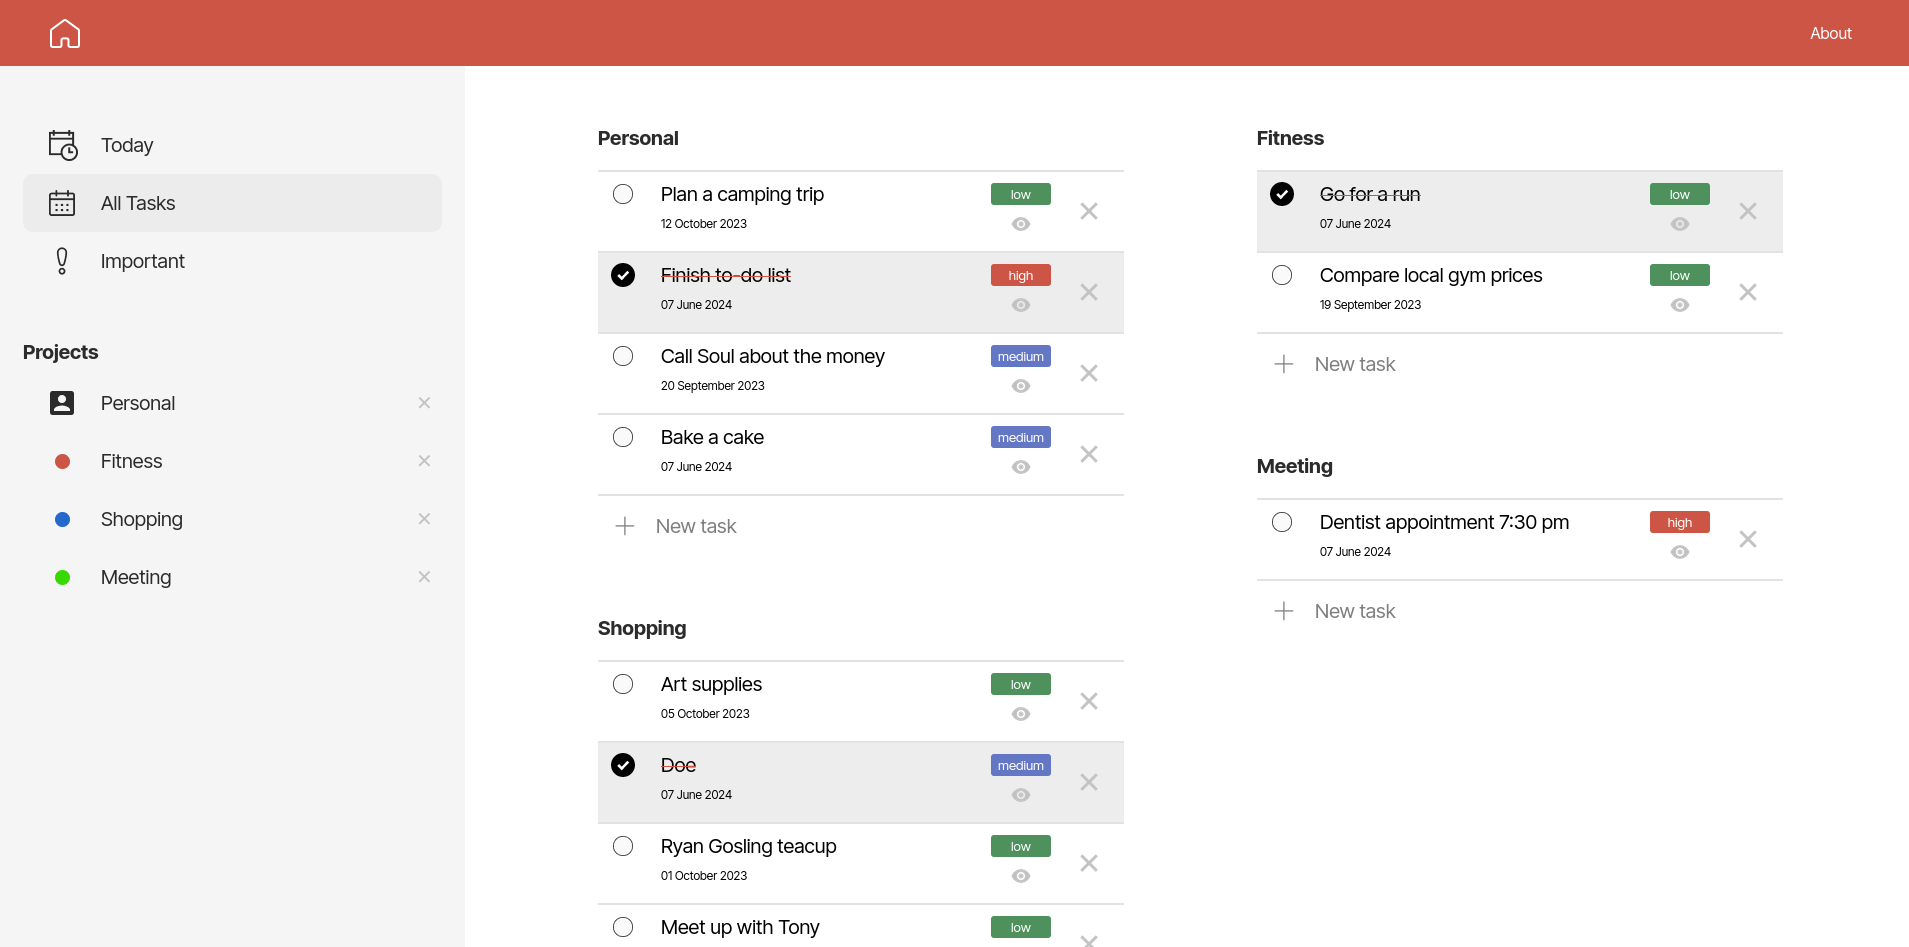 About
Today
All Tasks
Important
Projects
Personal
Fitness
Shopping
Meeting
Personal
Plan a camping trip
low
12 October 2023
Finish to-do list
high
07 June 2024
Call Soul about the money
medium
20 September 2023
Bake a cake
medium
07 June 2024
New task
Shopping
Art supplies
low
05 October 2023
Doe
medium
07 June 2024
Ryan Gosling teacup
low
01 October 2023
Meet up with Tony
low
Fitness
Go for a run
low
07 June 2024
Compare local gym prices
low
19 September 2023
New task
Meeting
Dentist appointment 7:30 pm
high
07 June 2024
New task